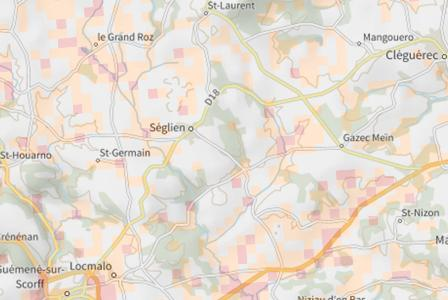 St-Laurent
le Grand Roz
Mangouero
Cléguérec
D18
Séglien
Gazec Mein
St-Houarno
St-Germain
St-Nizon
Guémené-sur-
Scorff
Locmalo